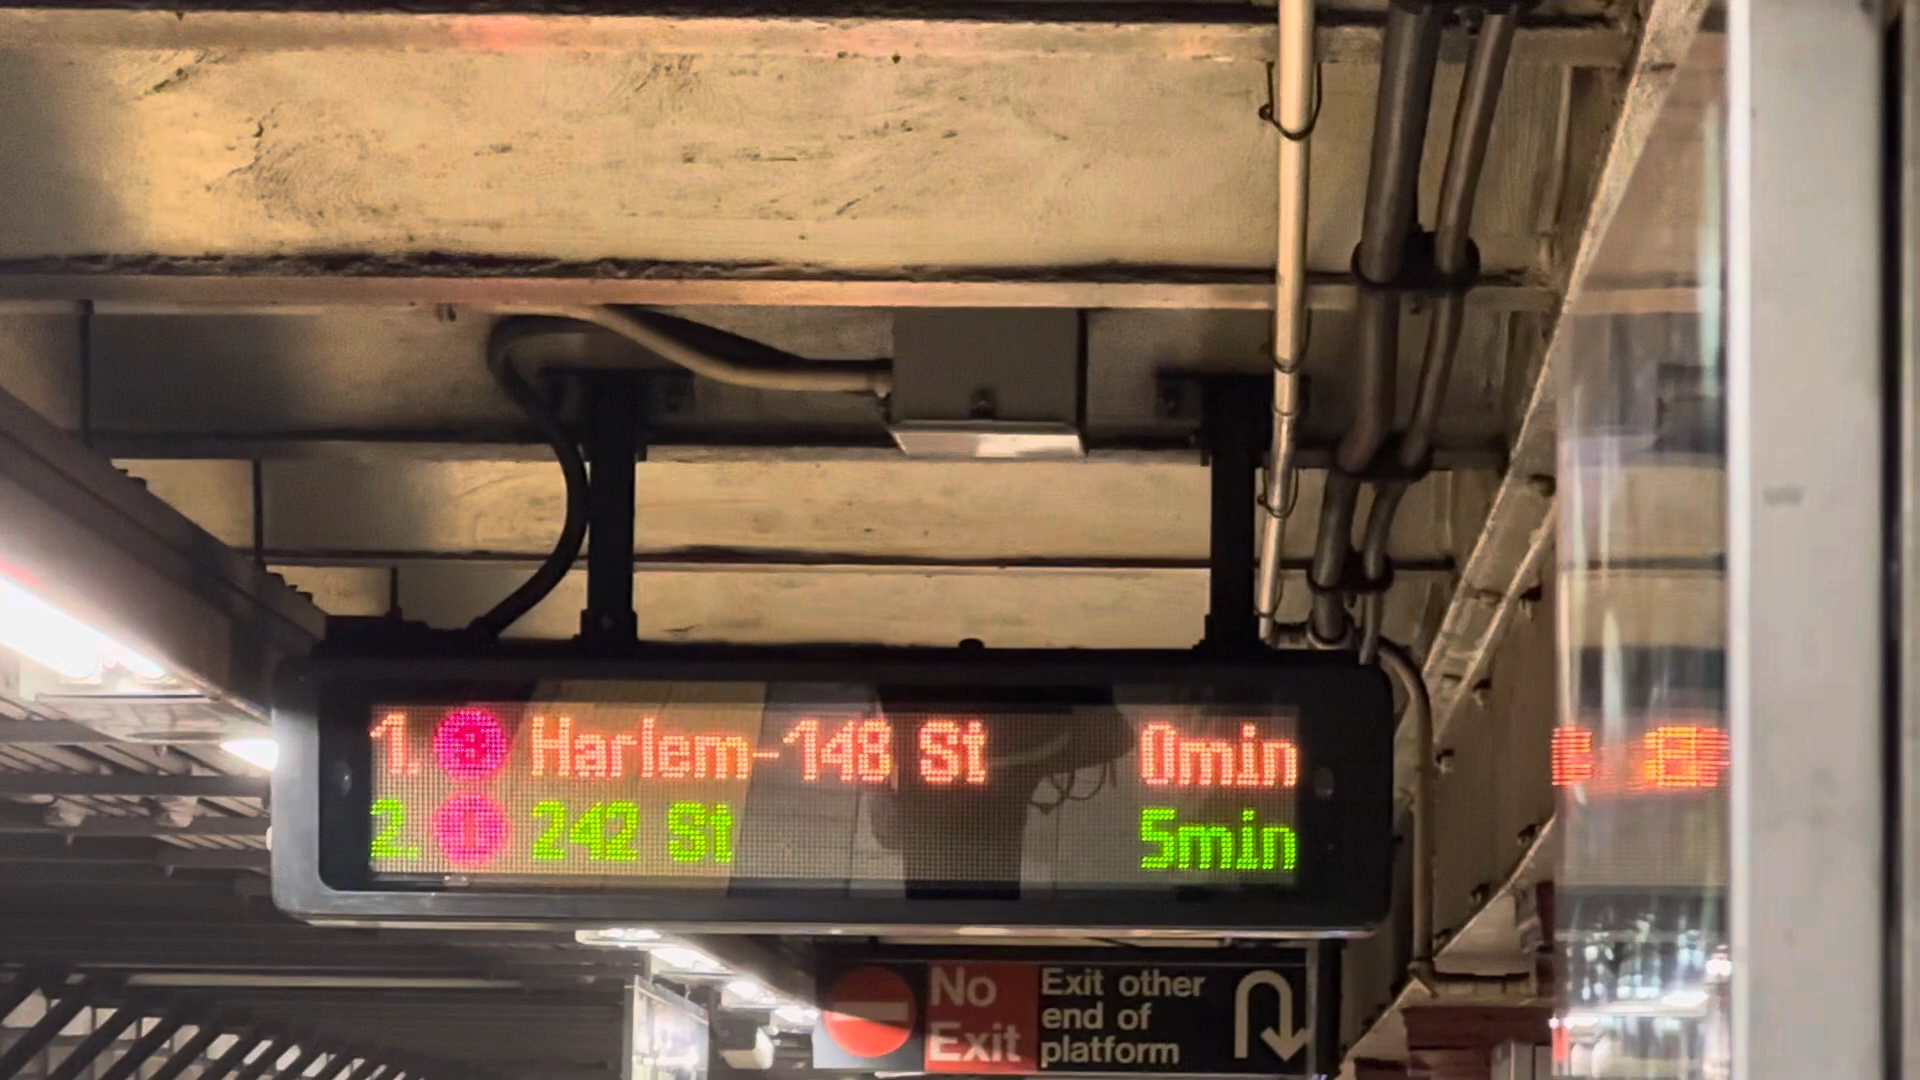 1. 3 Harlem-148 St 0min
2. 1 242 St 5min
No Exit
Exit other
end of
platform